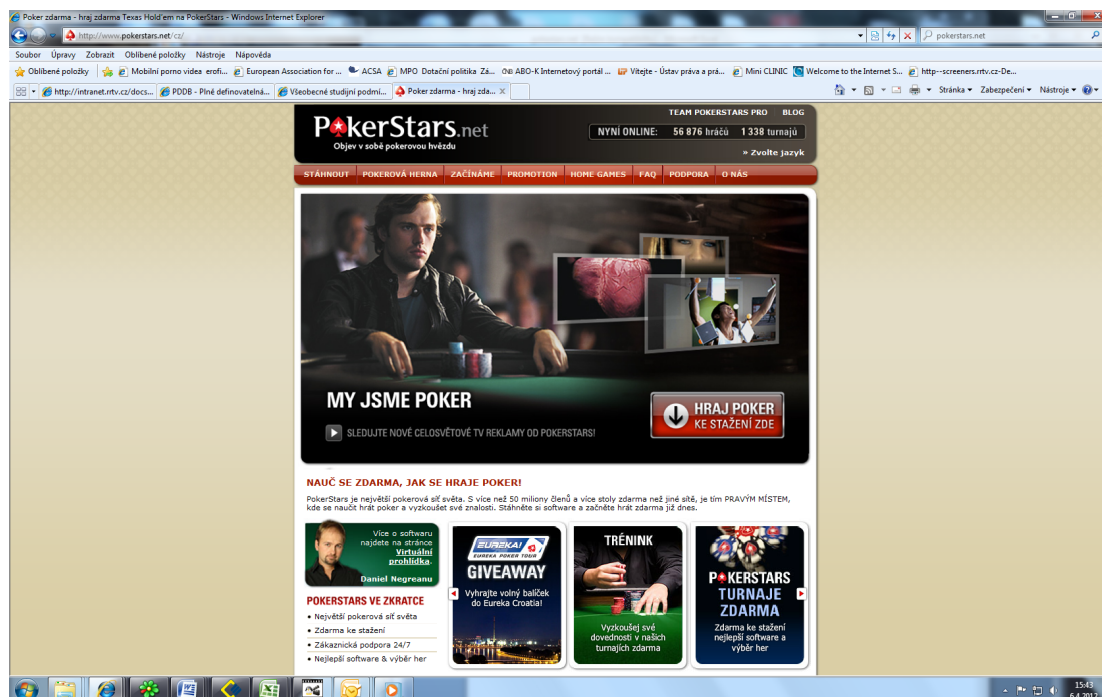 Poker zdarma - hraj zdarma Texas Hold'em na PokerStars - Windows Internet Explorer
http://www.pokerstars.net/cz/
pokerstars.net
Soubor Úpravy Zobrazit Oblíbené položky Nástroje Nápověda
Oblíbené položky Mobilní porno videa erofi... European Association for ... ACSA MPO Dotační politika Zá... ABO-K Internetový portál ... Vítejte - Ústav práva a prá... Mini CLINIC Welcome to the Internet S... http--screeners.rrtv.cz-De...
http://intranet.rrtv.cz/docs... PDDB - Plně definovatelná... Všeobecné studijní podmí... Poker zdarma - hraj zda... X
Stránka Zabezpečení Nástroje
TEAM POKERSTARS PRO BLOG
PokerStars.net
NYNÍ ONLINE: 56 876 hráčů 1 338 turnajů
Objev v sobě pokerovou hvězdu
» Zvolte jazyk
STÁHNOUT POKEROVÁ HERNA ZAČÍNÁME PROMOTION HOME GAMES FAQ PODPORA O NÁS
MY JSME POKER
SLEDUJTE NOVÉ CELOSVĚTOVÉ TV REKLAMY OD POKERSTARS!
HRAJ POKER
KE STAŽENÍ ZDE
NAUČ SE ZDARMA, JAK SE HRAJE POKER!
PokerStars je největší pokerová síť světa. S více než 50 miliony členů a více stoly zdarma než jiné sítě, je tím PRAVÝM MÍSTEM,
kde se naučit hrát poker a vyzkoušet své znalosti. Stáhněte si software a začněte hrát zdarma již dnes.
Více o softwaru
najdete na stránce
Virtuální
prohlídka.
Daniel Negreanu
POKERSTARS VE ZKRATCE
• Největší pokerová síť světa
• Zdarma ke stažení
• Zákaznická podpora 24/7
• Nejlepší software & výběr her
EUREKA!
EUREKA POKER TOUR
GIVEAWAY
Vyhrajte volný balíček
do Eureka Croatia!
TRÉNINK
Vyzkoušej své
dovednosti v našich
turnajích zdarma
POKERSTARS
TURNAJE
ZDARMA
Zdarma ke stažení
nejlepší software a
výběr her
15:43
6.4.2012